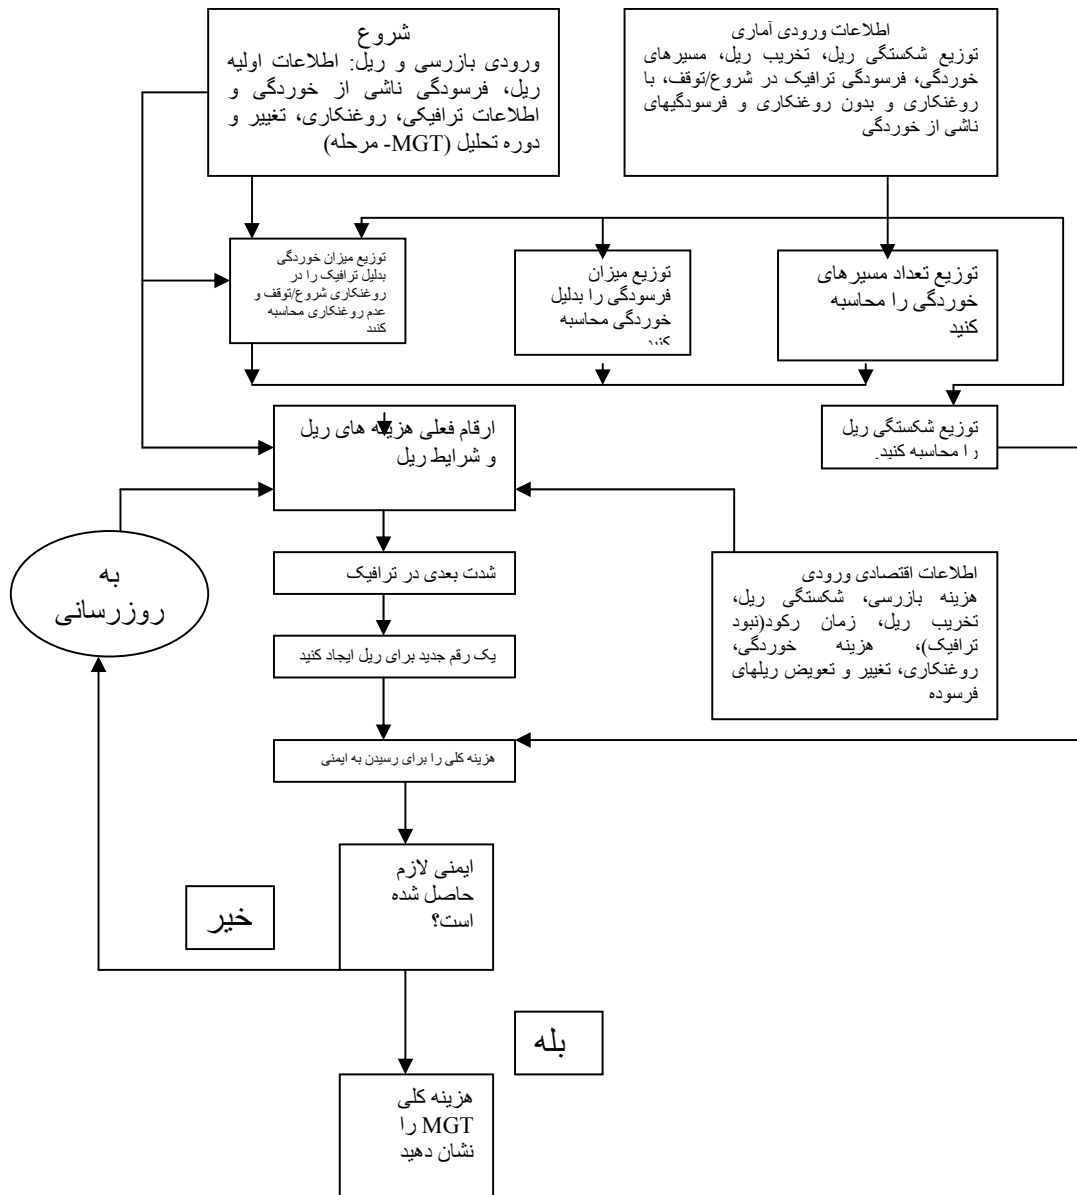 شروع
ورودی بازرسی و ریل: اطلاعات اولیه
ریل، فرسودگی ناشی از خوردگی و
اطلاعات ترافیکی، روغنکاری، تغییر و
دوره تحلیل (MGT- مرحله)
اطلاعات ورودی آماری
توزیع شکستگی ریل، تخریب ریل، مسیرهای
خوردگی، فرسودگی ترافیک در شروع/توقف، با
روغنکاری و بدون روغنکاری و فرسودگیهای
ناشی از خوردگی
توزیع میزان خوردگی
بدلیل ترافیک را در
روغنکاری شروع/توقف و
عدم روغنکاری محاسبه
کنید
توزیع میزان
فرسودگی را بدلیل
خوردگی محاسبه
کنید
توزیع تعداد مسیرهای
خوردگی را محاسبه
کنید
ارقام فعلی هزینه های ریل
و شرایط ریل
توزیع شکستگی ریل
را محاسبه کنید.
به
روزرسانی
شدت بعدی در ترافیک
یک رقم جدید برای ریل ایجاد کنید
اطلاعات اقتصادی ورودی
هزینه بازرسی، شکستگی ریل،
تخریب ریل، زمان رکود(نبود
ترافیک)، هزینه خوردگی،
روغنکاری، تغییر و تعویض ریلهای
فرسوده
هزینه کلی را برای رسیدن به ایمنی
ایمنی لازم
حاصل شده
است؟
خیر
بله
هزینه کلی
MGT را
نشان دهید